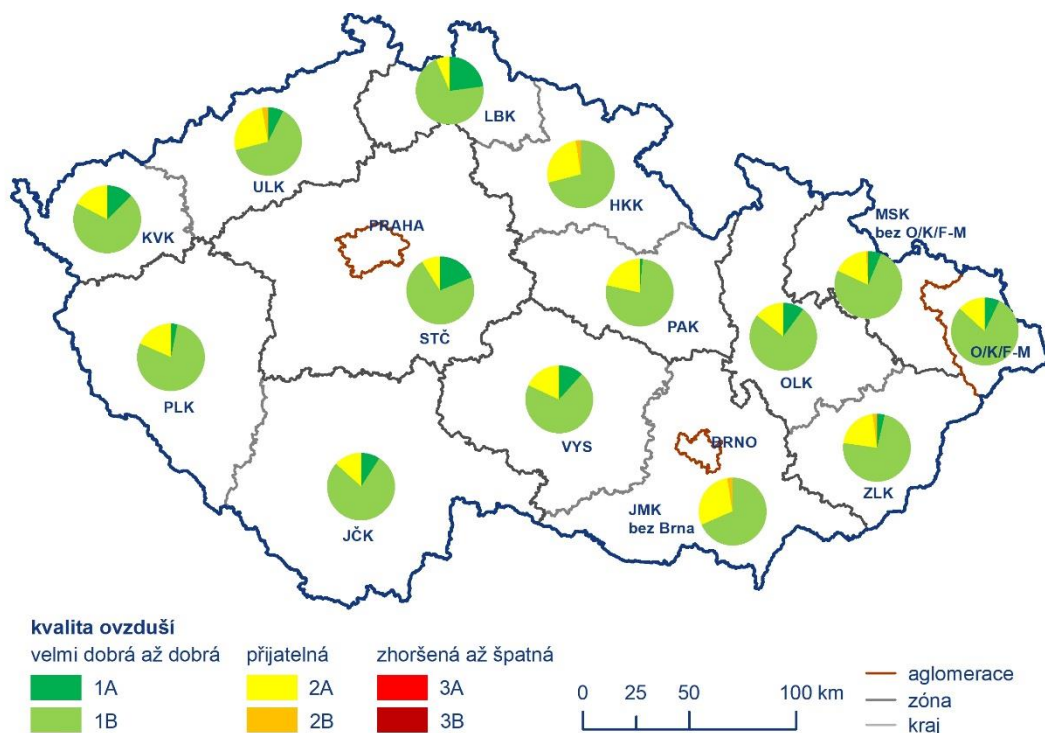 LBK
ULK
HKK
KVK
PRAHA
MSK
bez O/K/F-M
STČ
PAK
O/K/F-M
OLK
PLK
VYS
BRNO
ZLK
JMK
bez Brna
JČK
kvalita ovzduší
velmi dobrá až dobrá
přijatelná
zhoršená až špatná
1A
2A
3A
1B
2B
3B
0 25 50 100 km
aglomerace
zóna
kraj